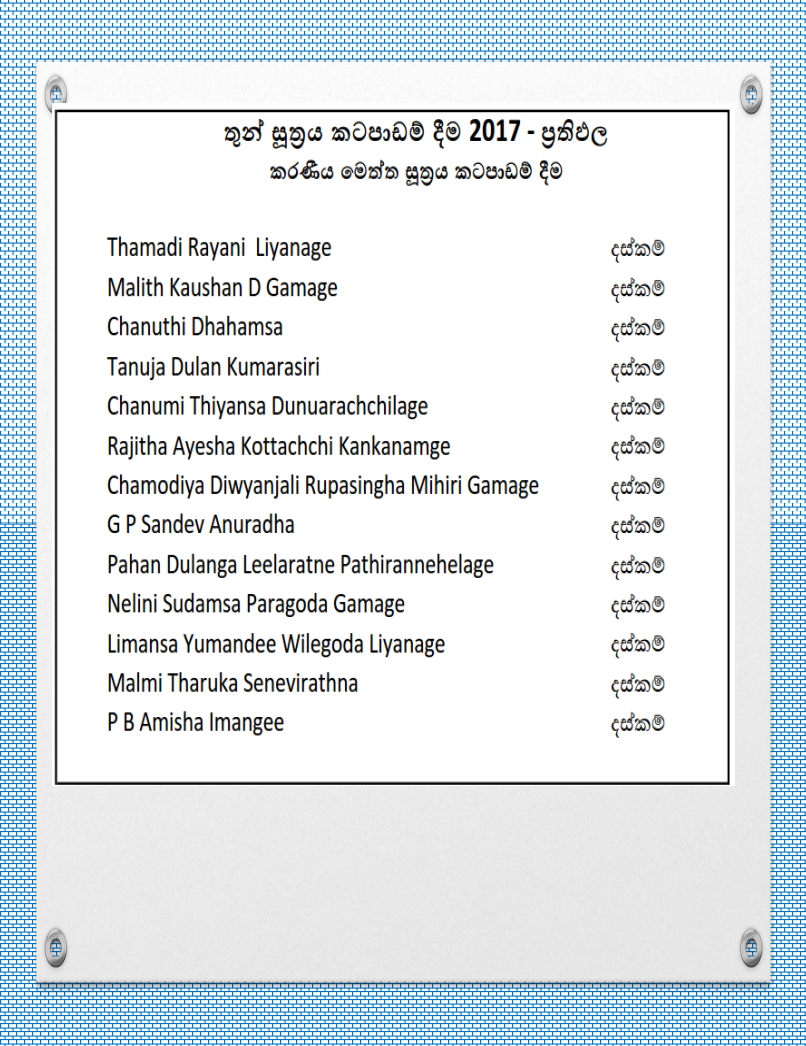 තුන් සූත්‍රය කටපාඩම් දීම 2017 - ප්‍රතිඵල
කරණීය මෙත්ත සූත්‍රය කටපාඩම් දීම
Thamadi Rayani Liyanage දස්කම්
Malith Kaushan D Gamage දස්කම්
Chanuthi Dhahamsa දස්කම්
Tanuja Dulan Kumarasiri දස්කම්
Chanumi Thiyansa Dunuarachchilage දස්කම්
Rajitha Ayesha Kottachchi Kankanamge දස්කම්
Chamodiya Diwyanjali Rupasingha Mihiri Gamage දස්කම්
G P Sandev Anuradha දස්කම්
Pahan Dulanga Leelaratne Pathirannehelage දස්කම්
Nelini Sudamsa Paragoda Gamage දස්කම්
Limansa Yumandee Wilegoda Liyanage දස්කම්
Malmi Tharuka Senevirathna දස්කම්
P B Amisha Imangee දස්කම්